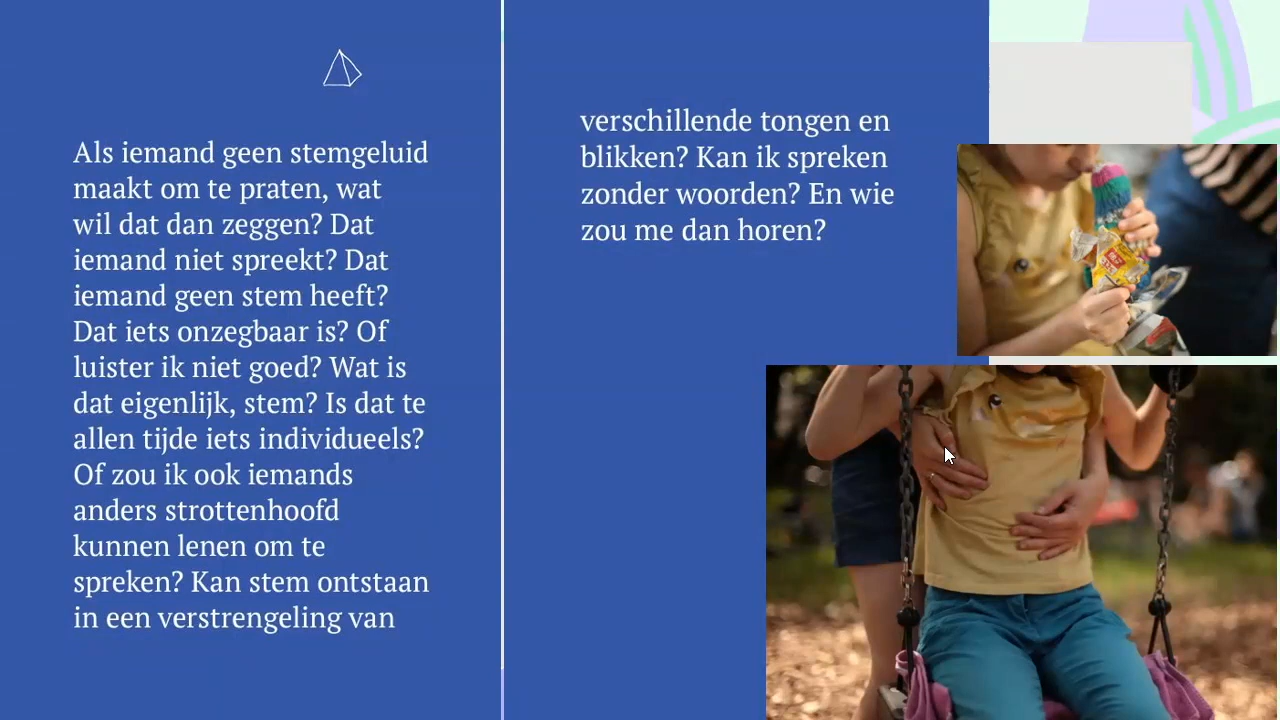 Als iemand geen stemgeluid
maakt om te praten, wat
wil dat dan zeggen? Dat
iemand niet spreekt? Dat
iemand geen stem heeft?
Dat iets onzegbaar is? Of
luister ik niet goed? Wat is
dat eigenlijk, stem? Is dat te
allen tijde iets individueels?
Of zou ik ook iemands
anders strottenhoofd
kunnen lenen om te
spreken? Kan stem ontstaan
in een verstrengeling van
verschillende tongen en
blikken? Kan ik spreken
zonder woorden? En wie
zou me dan horen?